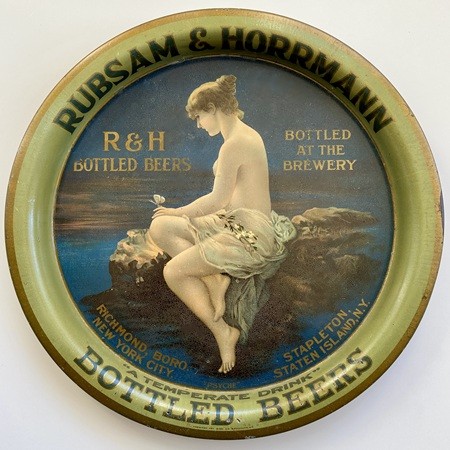 RUBSAM & HORRMANN
R&H
BOTTLED BEERS
BOTTLED
AT THE
BREWERY
RICHMOND BORO.
NEW YORK CITY.
STAPLETON,
STATEN ISLAND, N.Y.
PSYCHE
"A TEMPERATE DRINK"
BOTTLED BEERS